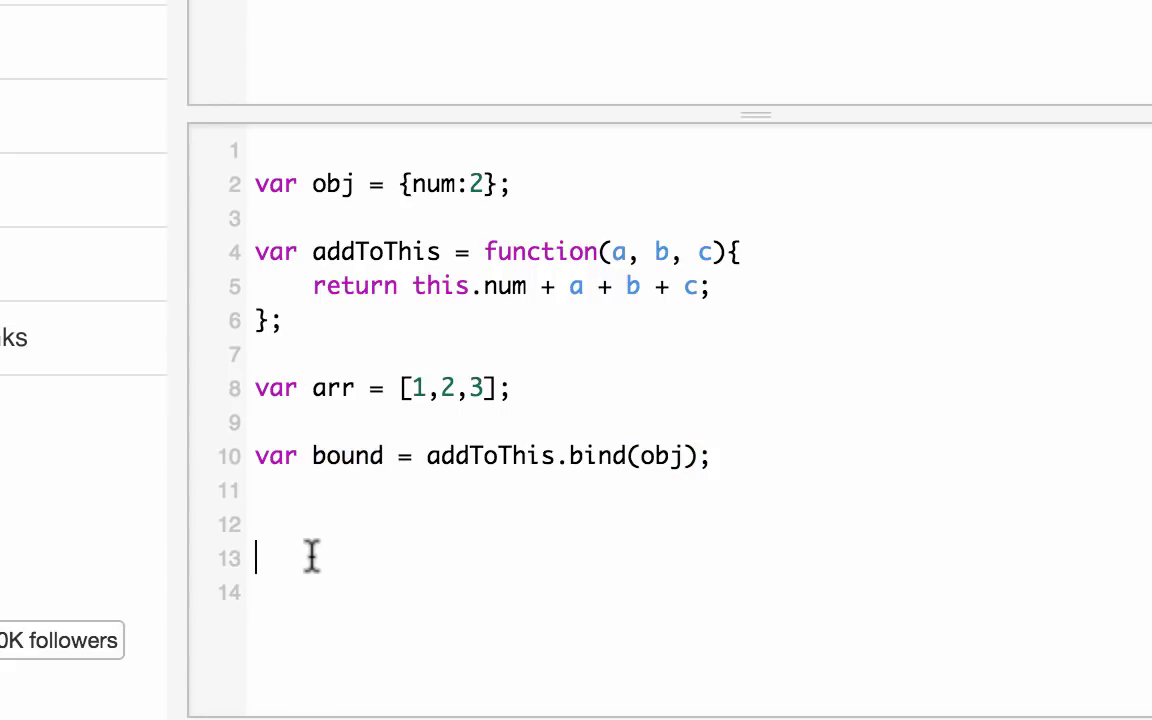 1
2 var obj = {num:2};
3
4 var addToThis = function(a, b, c){
5     return this.num + a + b + c;
6 };
7
8 var arr = [1,2,3];
9
10 var bound = addToThis.bind(obj);
11
12
13
14
nks
0K followers